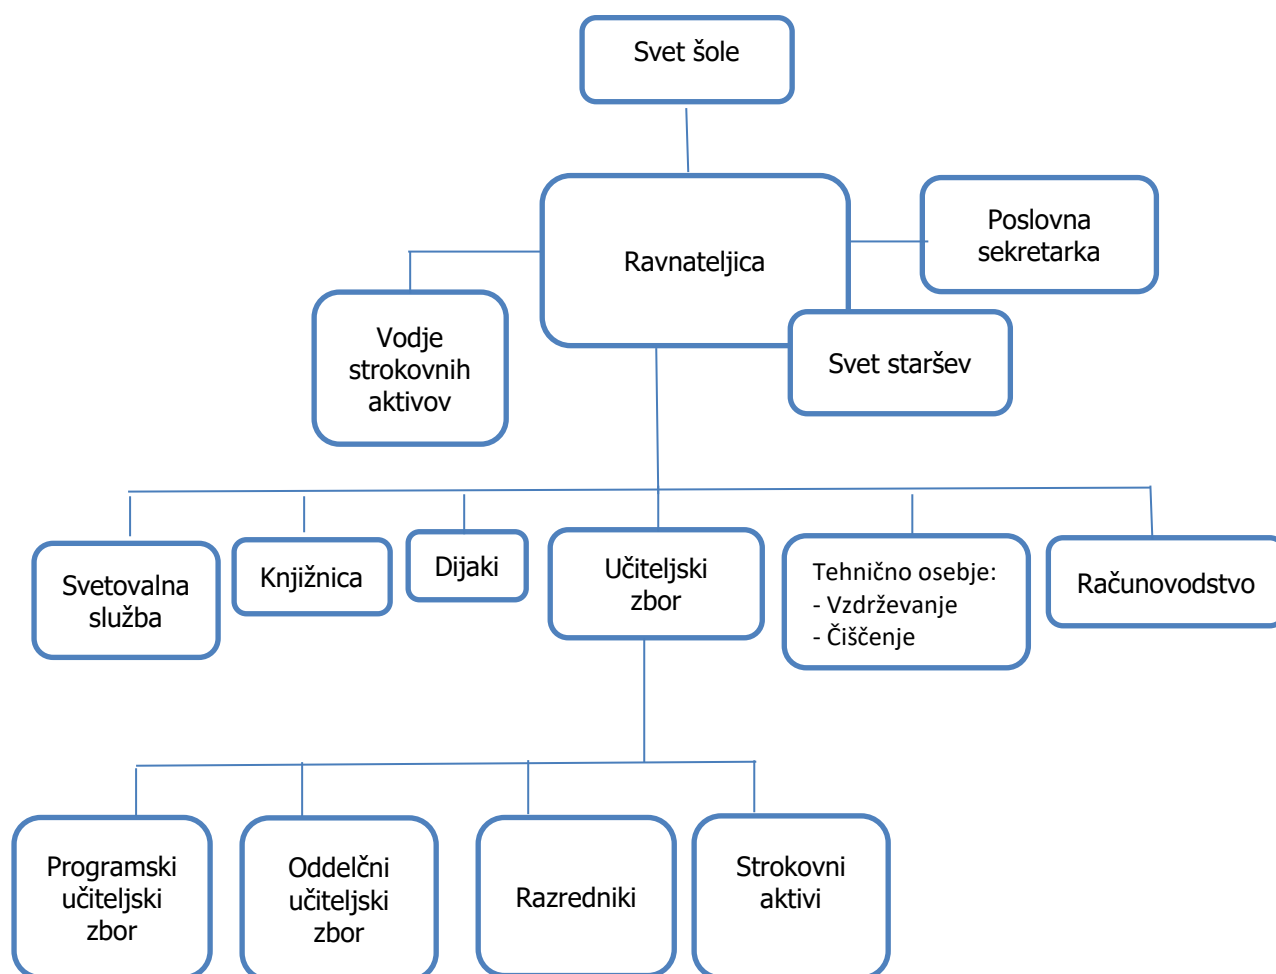 Svet šole
Poslovna
sekretarka
Ravnateljica
Vodje
strokovnih
aktivov
Svet staršev
Svetovalna
služba
Knjižnica
Dijaki
Učiteljski
zbor
Tehnično osebje:
- Vzdrževanje
- Čiščenje
Računovodstvo
Programski
učiteljski
zbor
Oddelčni
učiteljski
zbor
Razredniki
Strokovni
aktivi